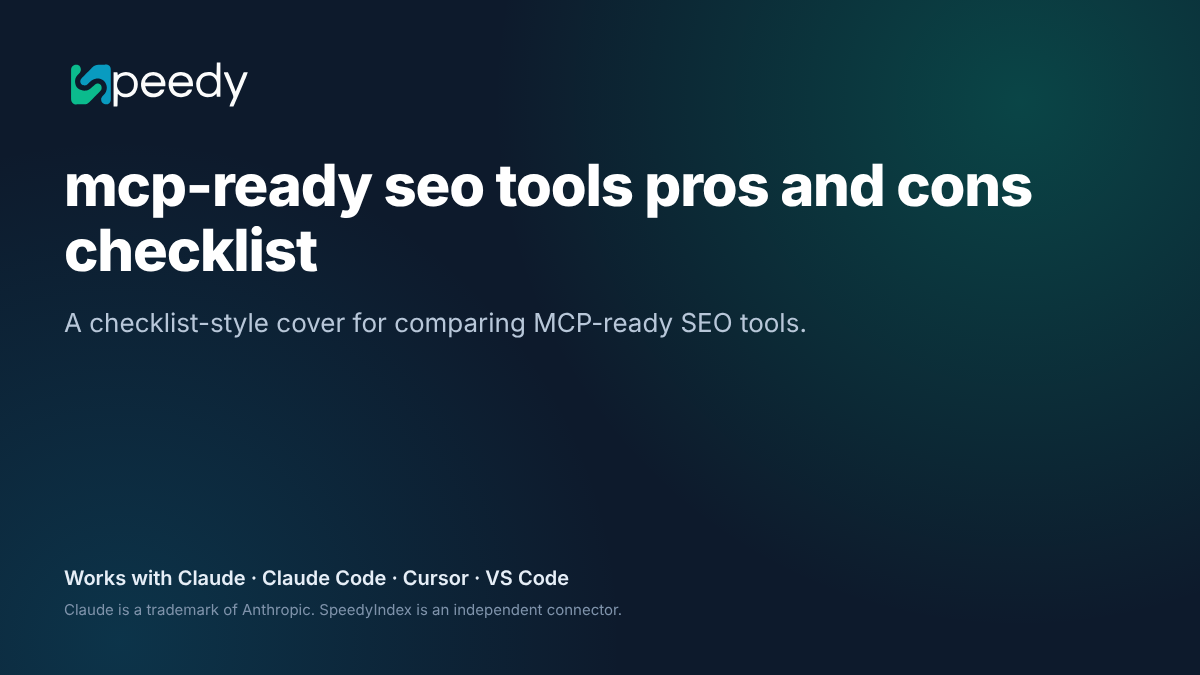 Speedy
mcp-ready seo tools pros and cons
checklist
A checklist-style cover for comparing MCP-ready SEO tools.
Works with Claude · Claude Code · Cursor · VS Code
Claude is a trademark of Anthropic. SpeedyIndex is an independent connector.